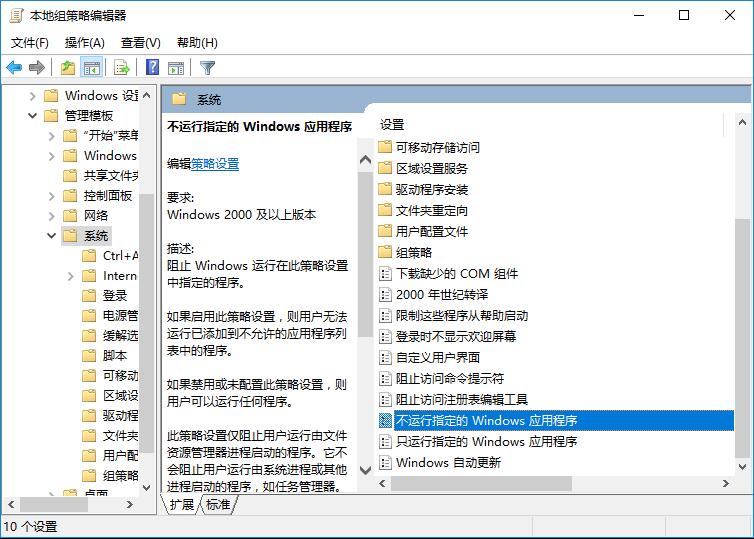 本地组策略编辑器
文件(F)
操作(A)
查看(V)
帮助(H)
Windows 设
管理模板
"开始"菜单
Windows
共享文件夹
控制面板
网络
系统
Ctrl+A
Intern
登录
电源管
缓解选
脚本
可移动
区域设
驱动程
文件夹
用户配
组策略
桌面
系统
不运行指定的 Windows 应用程序
编辑策略设置
要求:
Windows 2000 及以上版本
描述:
阻止 Windows 运行在此策略设置
中指定的程序。
如果启用此策略设置，则用户无法
运行已添加到不允许的应用程序列
表中的程序。
如果禁用或未配置此策略设置，则
用户可以运行任何程序。
此策略设置仅阻止用户运行由文件
资源管理器进程启动的程序。它不
会阻止用户运行由系统进程或其他
进程启动的程序，如任务管理器。
设置
可移动存储访问
区域设置服务
驱动程序安装
文件夹重定向
用户配置文件
组策略
下载缺少的 COM 组件
2000 年世纪转译
限制这些程序从帮助启动
登录时不显示欢迎屏幕
自定义用户界面
阻止访问命令提示符
阻止访问注册表编辑工具
不运行指定的 Windows 应用程序
只运行指定的 Windows 应用程序
Windows 自动更新
扩展
标准
10 个设置